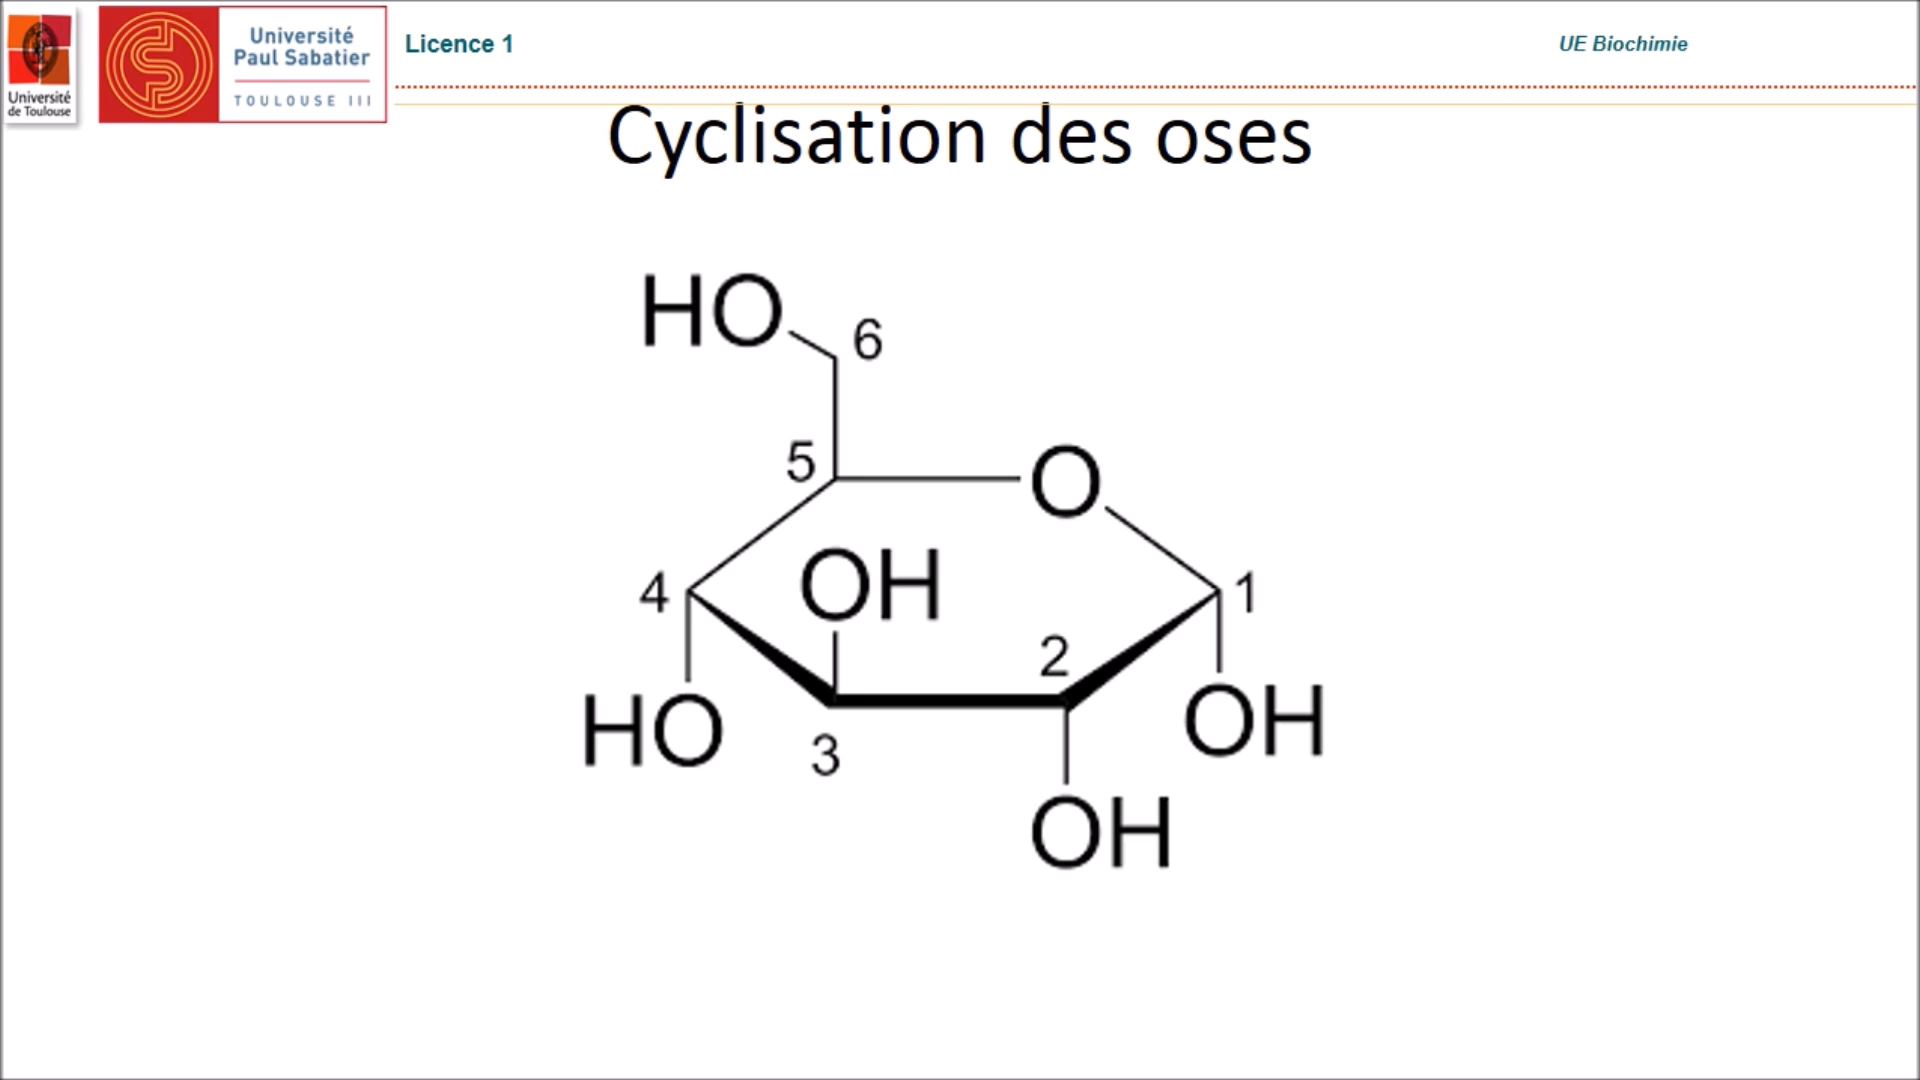 Université
de Toulouse
Université
Paul Sabatier
TOULOUSE III
Licence 1
UE Biochimie
Cyclisation des oses
HO
6
5
O
4
OH
1
2
HO
3
OH
OH